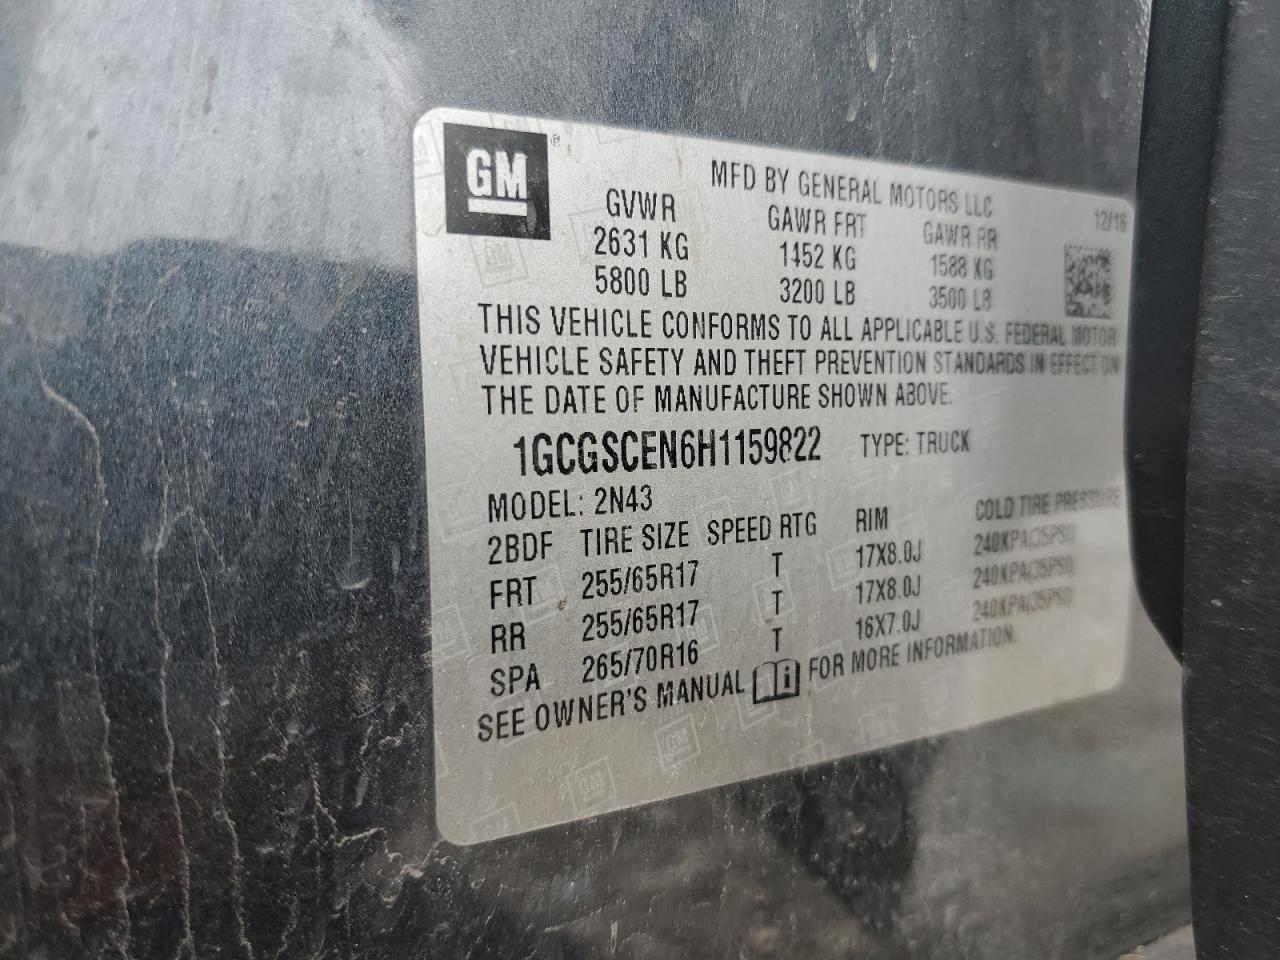 GM ®
MFD BY GENERAL MOTORS LLC
12/16
GVWR GAWR FRT GAWR RR
2631 KG 1452 KG 1588 KG
5800 LB 3200 LB 3500 LB
THIS VEHICLE CONFORMS TO ALL APPLICABLE U.S. FEDERAL MOTOR
VEHICLE SAFETY AND THEFT PREVENTION STANDARDS IN EFFECT ON
THE DATE OF MANUFACTURE SHOWN ABOVE.
1GCGSCEN6H1159822 TYPE: TRUCK
MODEL: 2N43
2BDF TIRE SIZE SPEED RTG RIM COLD TIRE PRESSURE
FRT 255/65R17 T 17X8.0J 240KPA(35PSI)
RR 255/65R17 T 17X8.0J 240KPA(35PSI)
SPA 265/70R16 T 16X7.0J 240KPA(35PSI)
SEE OWNER'S MANUAL i FOR MORE INFORMATION.